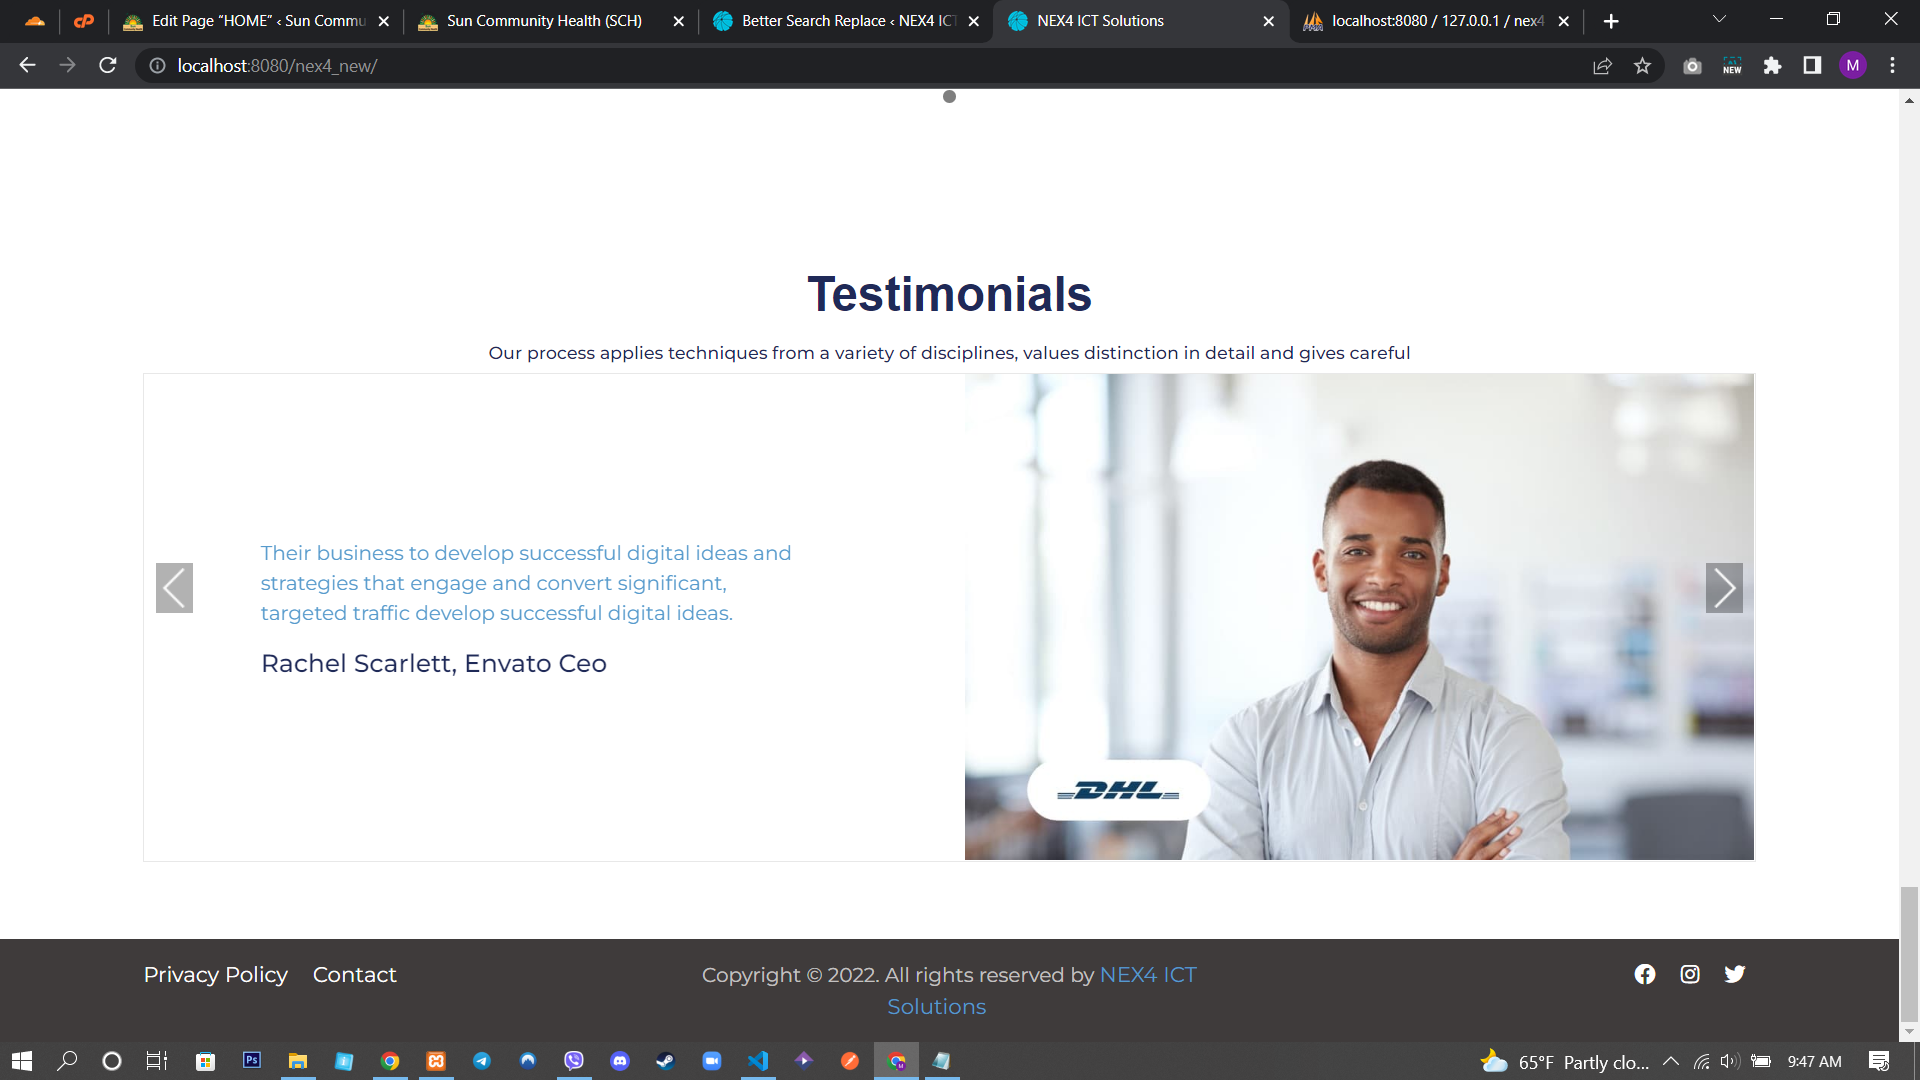 Edit Page “HOME” ‹ Sun Commu
Sun Community Health (SCH)
Better Search Replace ‹ NEX4 ICT
NEX4 ICT Solutions
localhost:8080 / 127.0.0.1 / nex4
localhost:8080/nex4_new/
NEW
M
Testimonials
Our process applies techniques from a variety of disciplines, values distinction in detail and gives careful
Their business to develop successful digital ideas and
strategies that engage and convert significant,
targeted traffic develop successful digital ideas.
Rachel Scarlett, Envato Ceo
DHL
Privacy Policy
Contact
Copyright © 2022. All rights reserved by NEX4 ICT
Solutions
Ps
65°F Partly clo...
9:47 AM